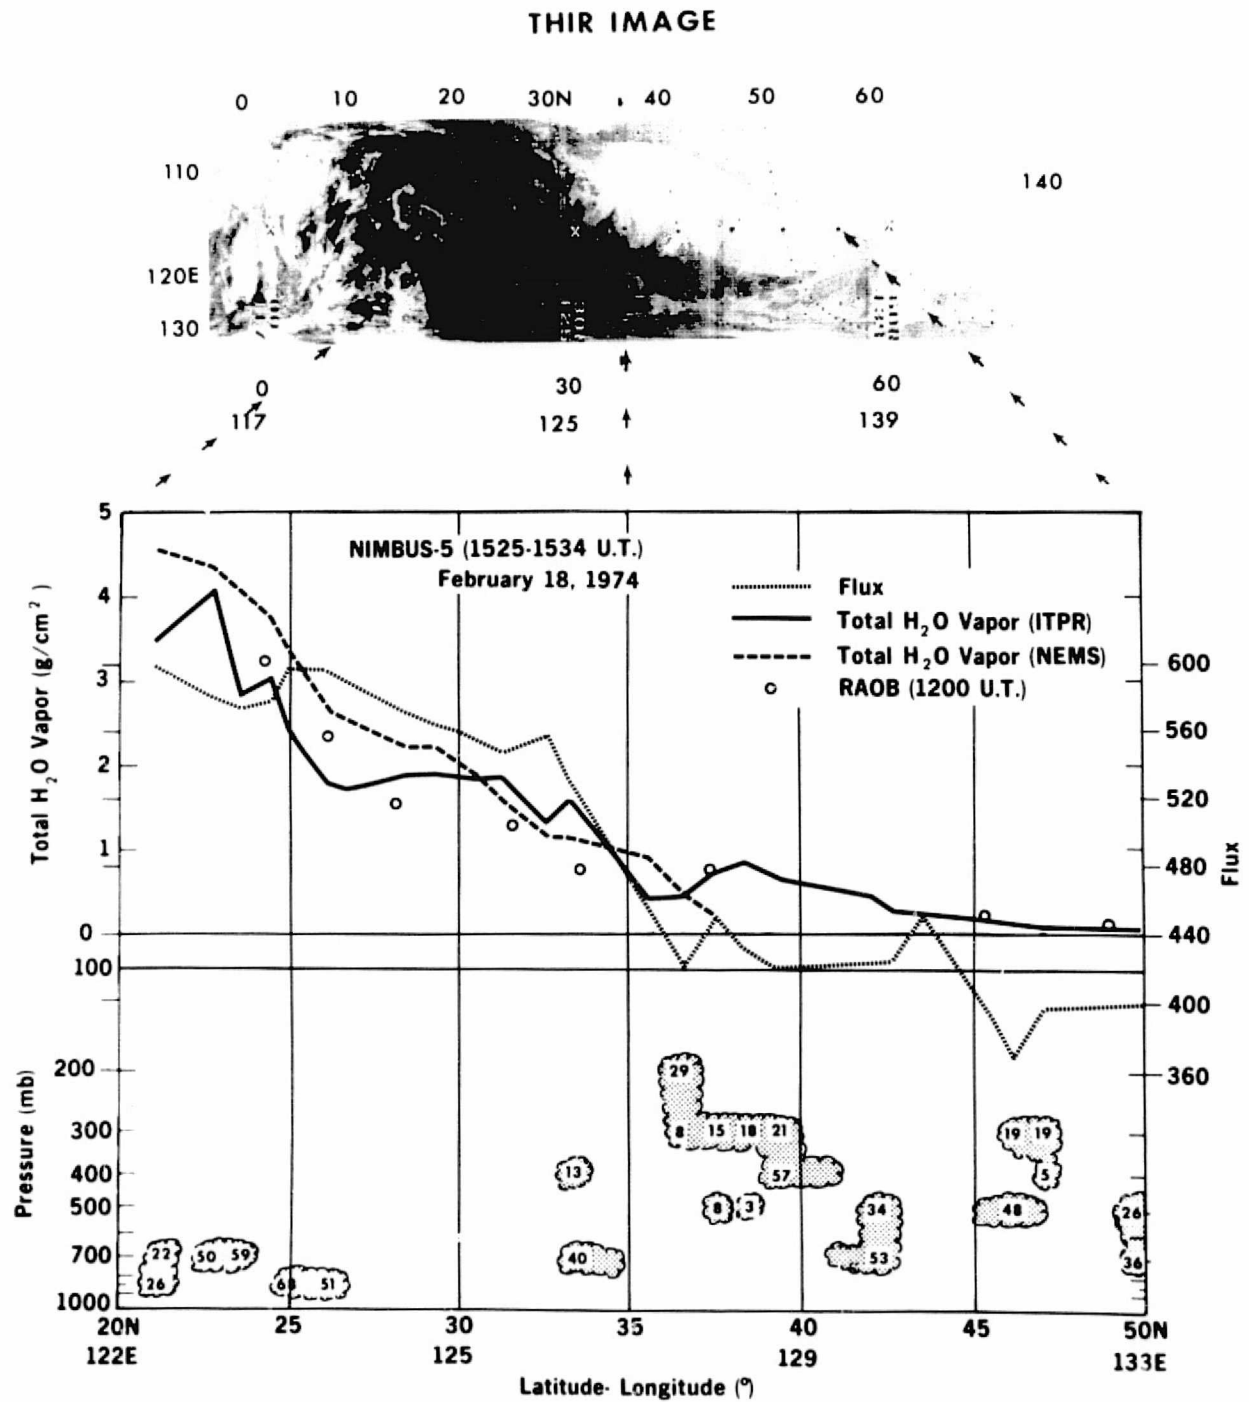 THIR IMAGE
0 10 20 30N 40 50 60
110
140
120E
130
0 30 60
117 125 139
5
NIMBUS-5 (1525-1534 U.T.)
February 18, 1974
Flux
4
Total H2O Vapor (ITPR)
Total H2O Vapor (NEMS)
600
3
RAOB (1200 U.T.)
560
2
520
1
480
0
440
Total H2O Vapor (g/cm2)
Flux
100
400
200
29
360
300
8 15 18 21
19 19
400
13
57
5
500
8 3
34
48
26
700
22 50 59
40
53
36
26
68 51
1000
Pressure (mb)
20N 25 30 35 40 45 50N
122E 125 129 133E
Latitude- Longitude (°)